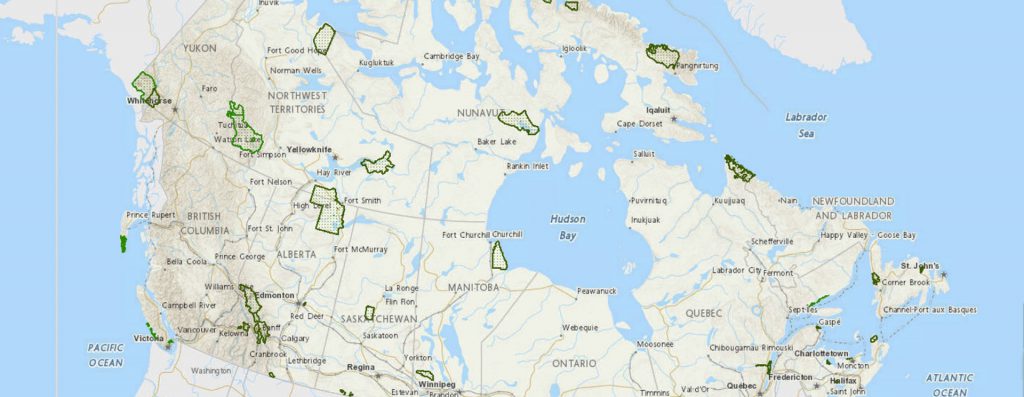 Inuvik
YUKON
Fort Good Hope
Norman Wells
Kugluktuk
Cambridge Bay
Igloolik
Pangnirtung
Faro
Whitehorse
NORTHWEST
TERRITORIES
NUNAVUT
Iqaluit
Cape Dorset
Labrador
Sea
Watson Lake
Fort Simpson
Yellowknife
Baker Lake
Rankin Inlet
Salluit
Hay River
Fort Nelson
Fort Smith
High Level
Puvirnituq
Kuujjuaq
Nain
NEWFOUNDLAND
AND LABRADOR
Prince Rupert
BRITISH
COLUMBIA
Fort St. John
Hudson
Bay
Inukjuak
Fort Churchill
Churchill
Schefferville
Happy Valley
Goose Bay
Prince George
ALBERTA
Fort McMurray
Bella Coola
Labrador City
Fermont
St. John's
Corner Brook
Williams
Edmonton
La Ronge
Flin Flon
MANITOBA
Peawanuck
Campbell River
Red Deer
SASKATCHEWAN
Sept-Iles
Channel-Port aux Basques
QUEBEC
Gaspé
Vancouver
Kelowna
Banff
Calgary
Saskatoon
Webequie
Victoria
Cranbrook
Lethbridge
Moosonee
Chibougamau
Rimouski
Charlottetown
PACIFIC
OCEAN
Washington
Regina
Yorkton
ONTARIO
Moncton
Winnipeg
Brandon
Timmins
Val-d'Or
Québec
Fredericton
Halifax
Saint John
ATLANTIC
OCEAN